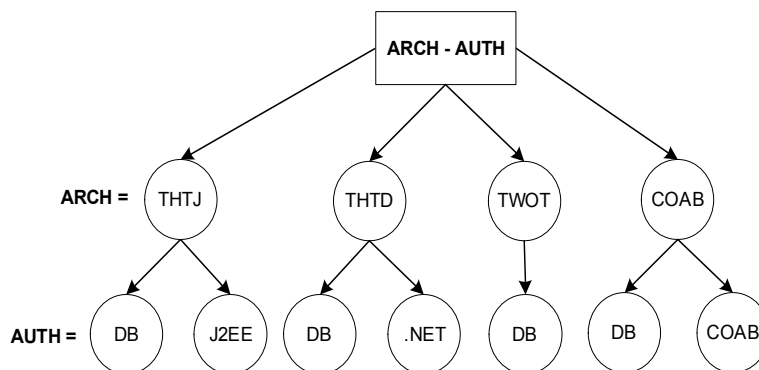 ARCH - AUTH
ARCH = THTJ THTD TWOT COAB
AUTH = DB J2EE DB .NET DB DB COAB